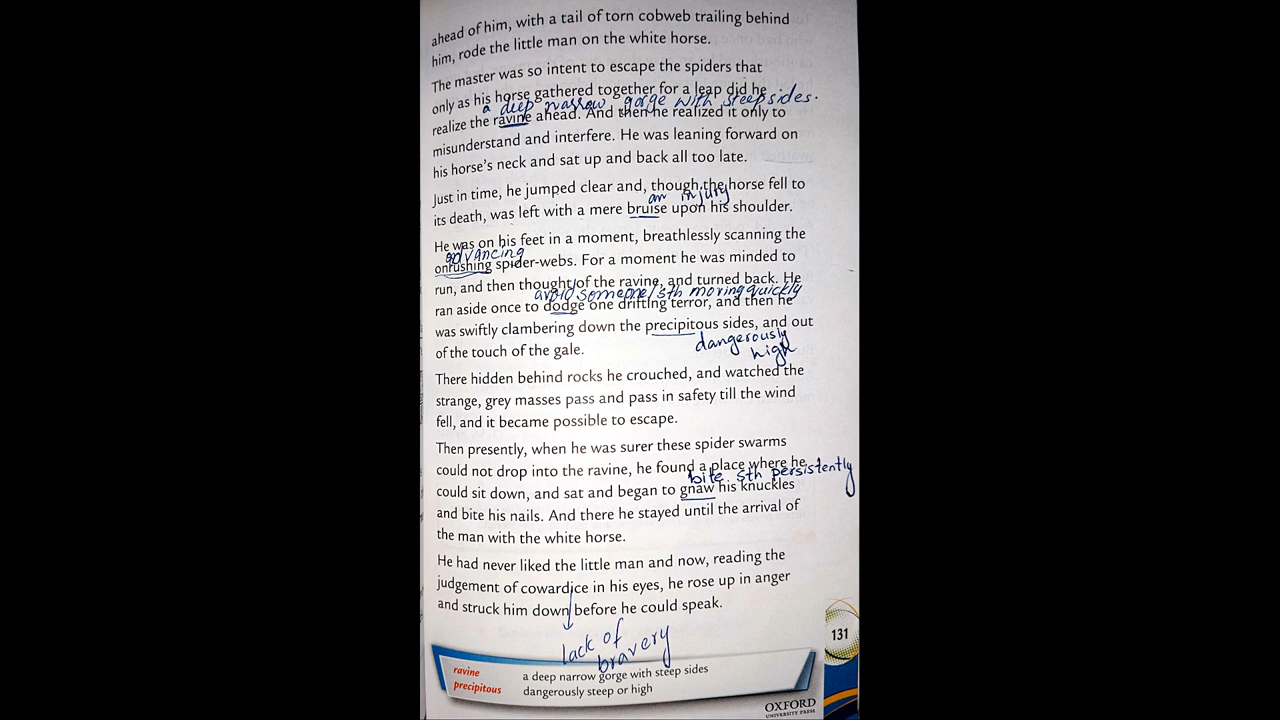 ahead of him, with a tail of torn cobweb trailing behind
him, rode the little man on the white horse.
The master was so intent to escape the spiders that
only as his horse gathered together for a leap did he
a deep narrow gorge with steep sides.
realize the ravine ahead. And then he realized it only to
misunderstand and interfere. He was leaning forward on
his horse's neck and sat up and back all too late.
Just in time, he jumped clear and, though the horse fell to
an injury
its death, was left with a mere bruise upon his shoulder.
He was on his feet in a moment, breathlessly scanning the
advancing
onrushing spider-webs. For a moment he was minded to
run, and then thought of the ravine, and turned back. He
avoid someone/sth moving quickly
ran aside once to dodge one drifting terror, and then he
was swiftly clambering down the precipitous sides, and out
dangerously
of the touch of the gale.
high
There hidden behind rocks he crouched, and watched the
strange, grey masses pass and pass in safety till the wind
fell, and it became possible to escape.
Then presently, when he was surer these spider swarms
could not drop into the ravine, he found a place where he
bite sth persistently
could sit down, and sat and began to gnaw his knuckles
and bite his nails. And there he stayed until the arrival of
the man with the white horse.
He had never liked the little man and now, reading the
judgement of cowardice in his eyes, he rose up in anger
and struck him down before he could speak.
lack of
bravery
131
ravine a deep narrow gorge with steep sides
precipitous dangerously steep or high
OXFORD
UNIVERSITY PRESS